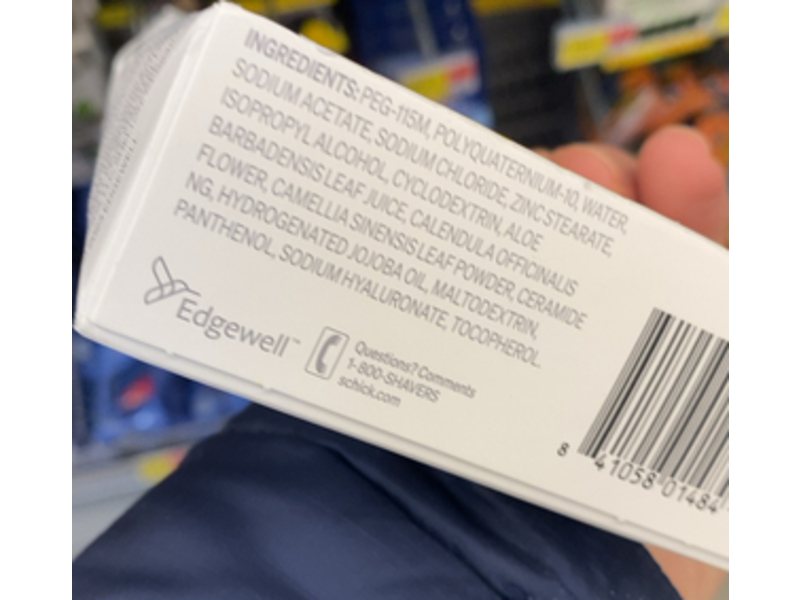 INGREDIENTS: PEG-115M, POLYQUATERNIUM-10, WATER,
SODIUM ACETATE, SODIUM CHLORIDE, ZINC STEARATE,
ISOPROPYL ALCOHOL, CYCLODEXTRIN, ALOE
BARBADENSIS LEAF JUICE, CALENDULA OFFICINALIS
FLOWER, CAMELLIA SINENSIS LEAF POWDER, CERAMIDE
NG, HYDROGENATED JOJOBA OIL, MALTODEXTRIN,
PANTHENOL, SODIUM HYALURONATE, TOCOPHEROL.
Edgewell™
Questions? Comments
1-800-SHAVERS
schick.com
8 41058 01484